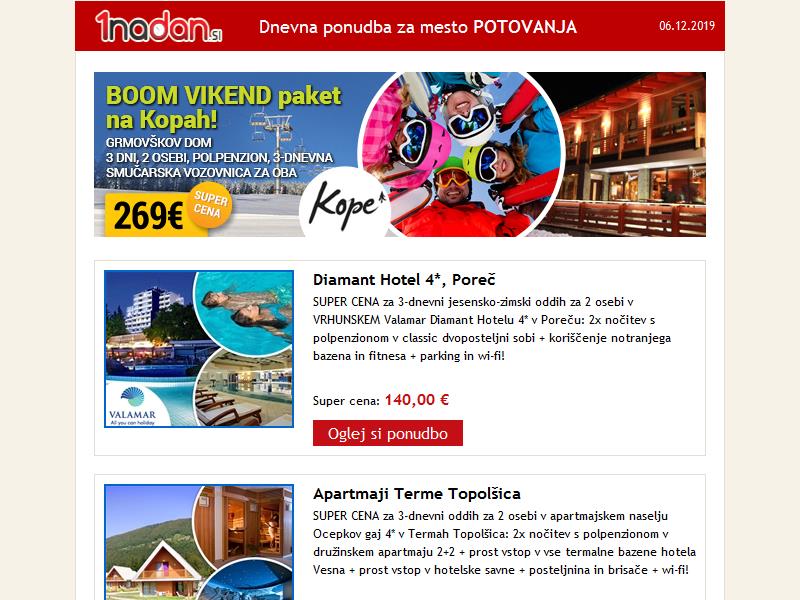 1nadan.si
Dnevna ponudba za mesto POTOVANJA
06.12.2019
BOOM VIKEND paket
na Kopah!
GRMOVŠKOV DOM
3 DNI, 2 OSEBI, POLPENZION, 3-DNEVNA
SMUČARSKA VOZOVNICA ZA OBA
269€
SUPER
CENA
Kope
Diamant Hotel 4*, Poreč
SUPER CENA za 3-dnevni jesensko-zimski oddih za 2 osebi v
VRHUNSKEM Valamar Diamant Hotelu 4* v Poreču: 2x nočitev s
polpenzionom v classic dvoposteljni sobi + koriščenje notranjega
bazena in fitnesa + parking in wi-fi!
VALAMAR
All you can holiday
Super cena: 140,00 €
Oglej si ponudbo
Apartmaji Terme Topolšica
SUPER CENA za 3-dnevni oddih za 2 osebi v apartmajskem naselju
Ocepkov gaj 4* v Termah Topolšica: 2x nočitev s polpenzionom v
družinskem apartmaju 2+2 + prost vstop v vse termalne bazene hotela
Vesna + prost vstop v hotelske savne + posteljnina in brisače + wi-fi!